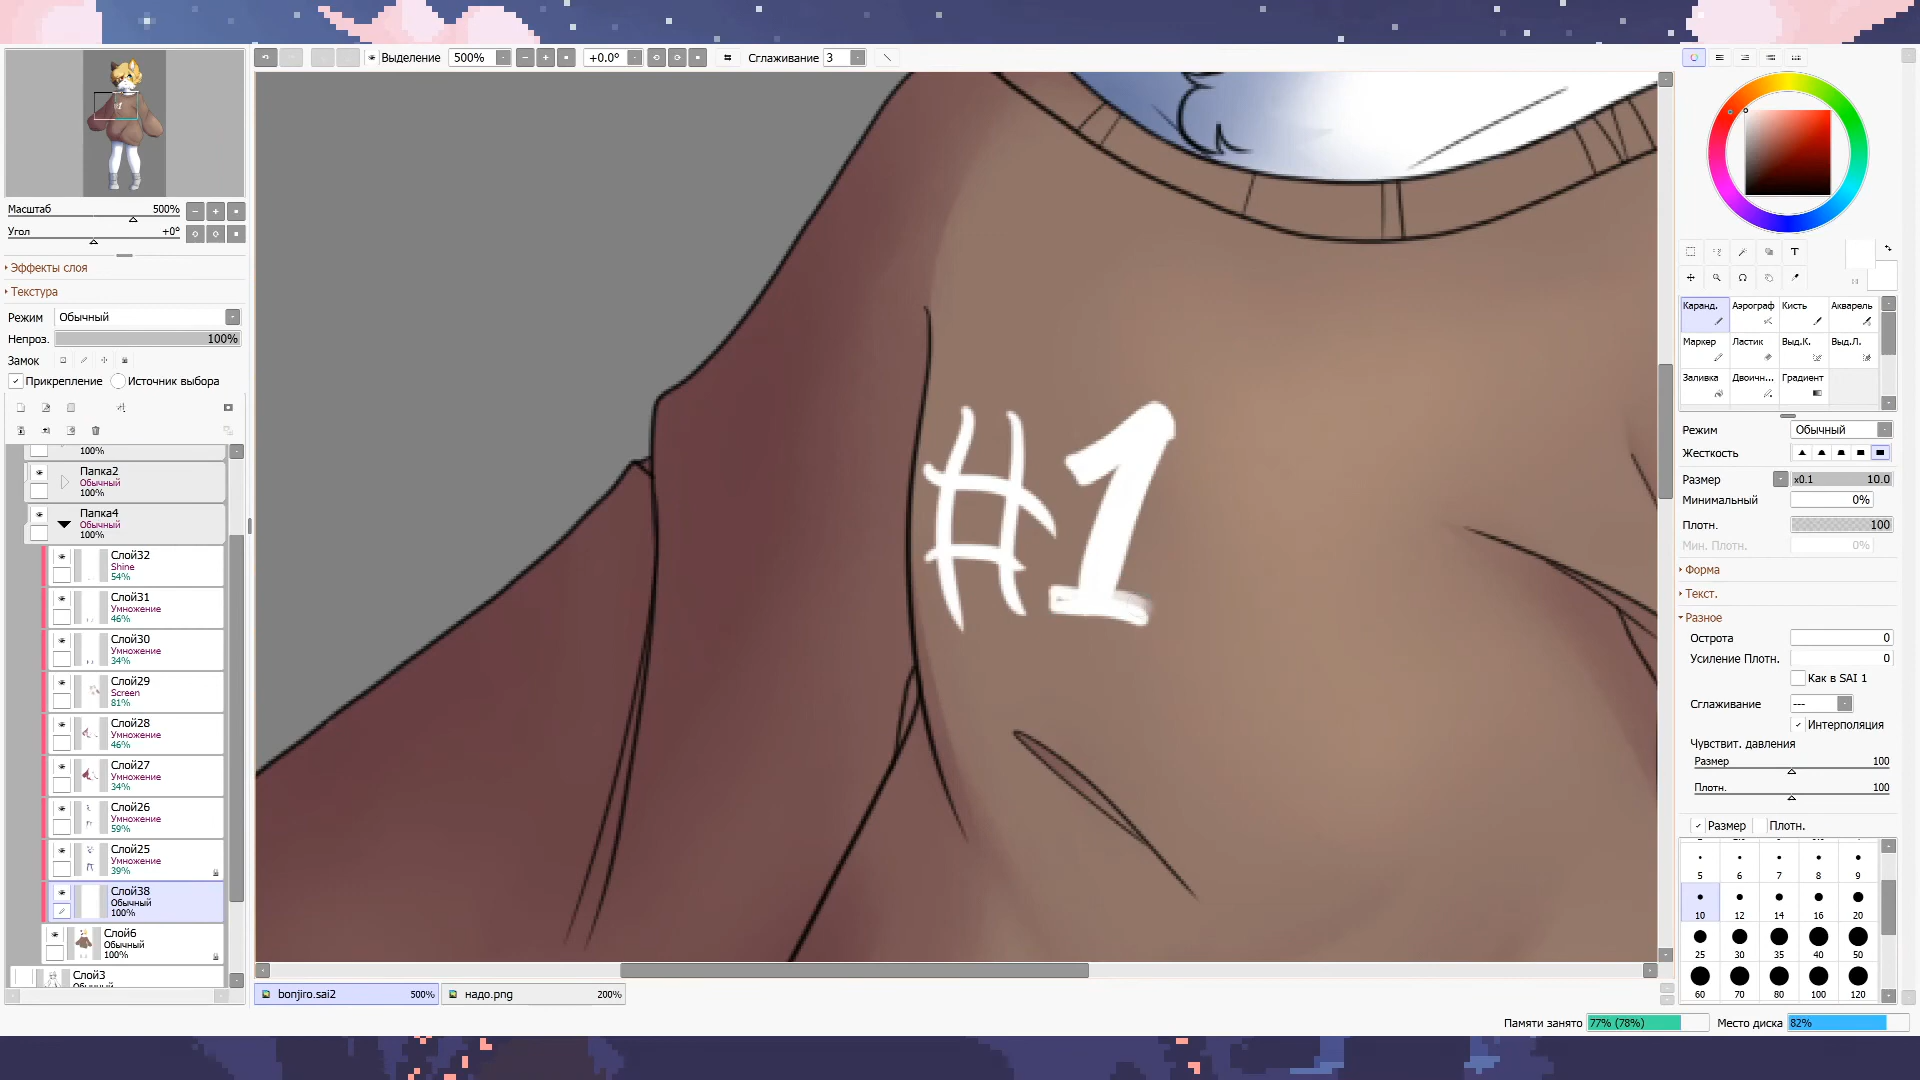 Выделение 500% +0.0° Сглаживание 3
Масштаб 500%
Угол +0°
Эффекты слоя
Текстура
Режим Обычный
Непроз. 100%
Замок
Прикрепление Источник выбора
100%
Папка2
Обычный
100%
Папка4
Обычный
100%
Слой32
Shine
54%
Слой31
Умножение
46%
Слой30
Умножение
34%
Слой29
Screen
81%
Слой28
Умножение
46%
Слой27
Умножение
34%
Слой26
Умножение
59%
Слой25
Умножение
39%
Слой38
Обычный
100%
Слой6
Обычный
100%
Слой3
Обычный
#1
bonjiro.sai2 500% надо.png 200%
T
Каранд. Аэрограф Кисть Акварель
Маркер Ластик Выд.К. Выд.Л.
Заливка Двоичн... Градиент
Режим Обычный
Жесткость
Размер x0.1 10.0
Минимальный 0%
Плотн. 100
Мин. Плотн. 0%
Форма
Текст.
Разное
Острота 0
Усиление Плотн. 0
Как в SAI 1
Сглаживание ---
Интерполяция
Чувствит. давления
Размер 100
Плотн. 100
Размер Плотн.
5 6 7 8 9
10 12 14 16 20
25 30 35 40 50
60 70 80 100 120
Памяти занято 77% (78%) Место диска 82%